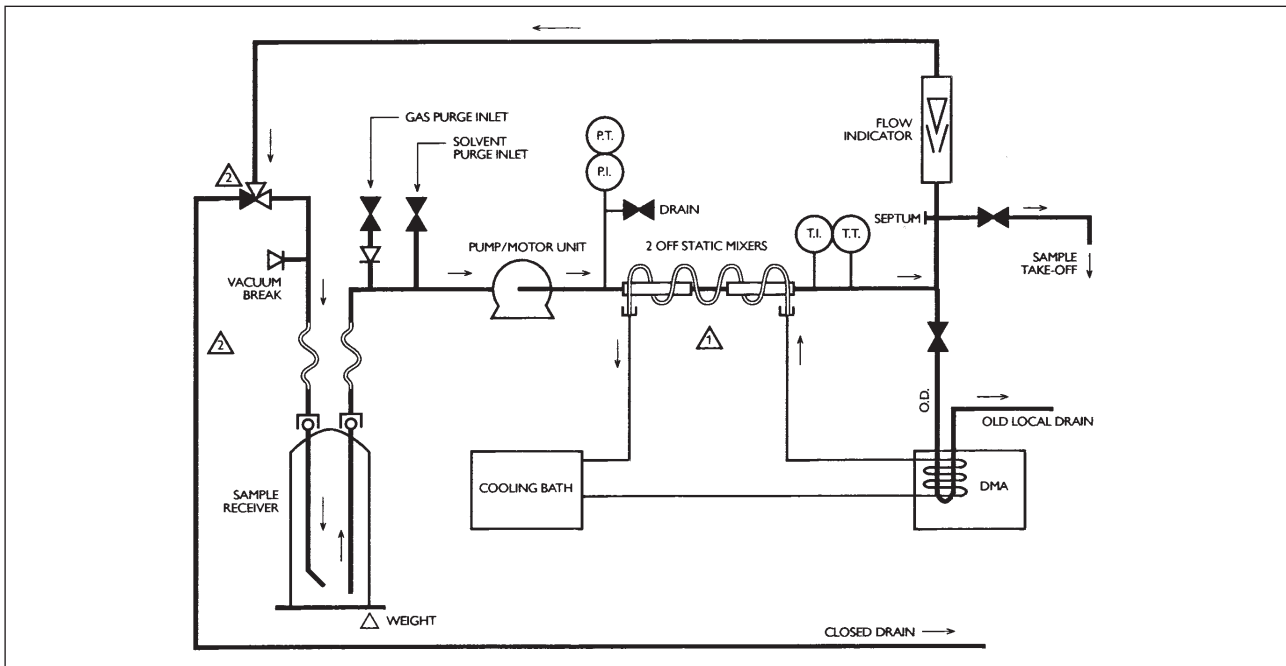 GAS PURGE INLET
SOLVENT
PURGE INLET
P.T.
P.I.
FLOW
INDICATOR
2
DRAIN
SEPTUM
PUMP/MOTOR UNIT
2 OFF STATIC MIXERS
T.I.
T.T.
SAMPLE
TAKE-OFF
VACUUM
BREAK
2
1
O.D.
OLD LOCAL DRAIN
COOLING BATH
DMA
SAMPLE
RECEIVER
WEIGHT
CLOSED DRAIN